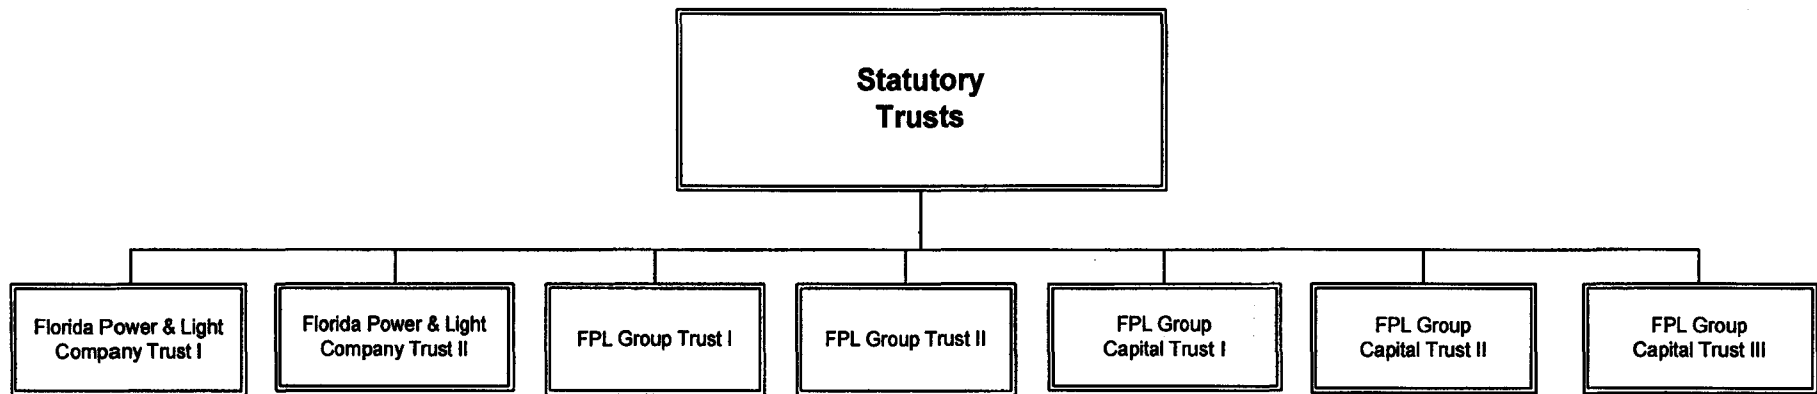 Statutory
Trusts
Florida Power & Light
Company Trust I
Florida Power & Light
Company Trust II
FPL Group Trust I
FPL Group Trust II
FPL Group
Capital Trust I
FPL Group
Capital Trust II
FPL Group
Capital Trust III